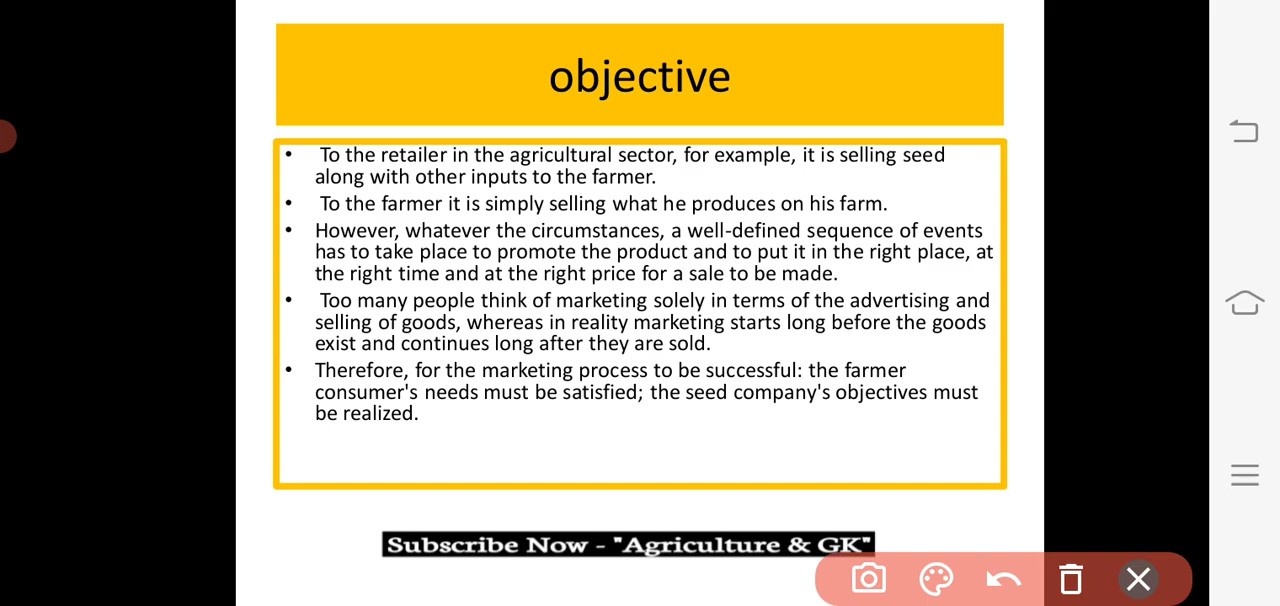 objective
• To the retailer in the agricultural sector, for example, it is selling seed
along with other inputs to the farmer.
• To the farmer it is simply selling what he produces on his farm.
• However, whatever the circumstances, a well-defined sequence of events
has to take place to promote the product and to put it in the right place, at
the right time and at the right price for a sale to be made.
• Too many people think of marketing solely in terms of the advertising and
selling of goods, whereas in reality marketing starts long before the goods
exist and continues long after they are sold.
• Therefore, for the marketing process to be successful: the farmer
consumer's needs must be satisfied; the seed company's objectives must
be realized.
Subscribe Now - "Agriculture & GK"